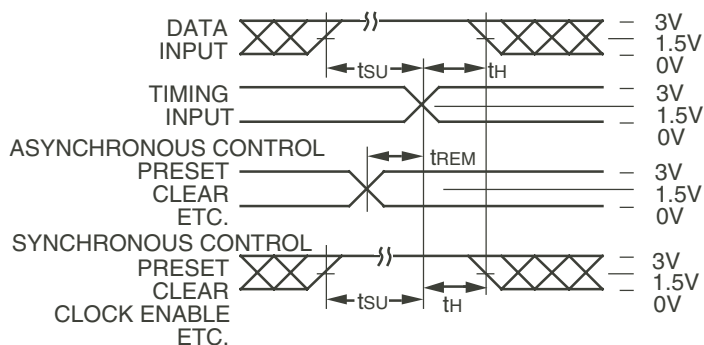 DATA
INPUT
3V
1.5V
0V
tSU
tH
TIMING
INPUT
3V
1.5V
0V
ASYNCHRONOUS CONTROL
tREM
PRESET
CLEAR
ETC.
3V
1.5V
0V
SYNCHRONOUS CONTROL
PRESET
CLEAR
CLOCK ENABLE
ETC.
3V
1.5V
0V
tSU
tH